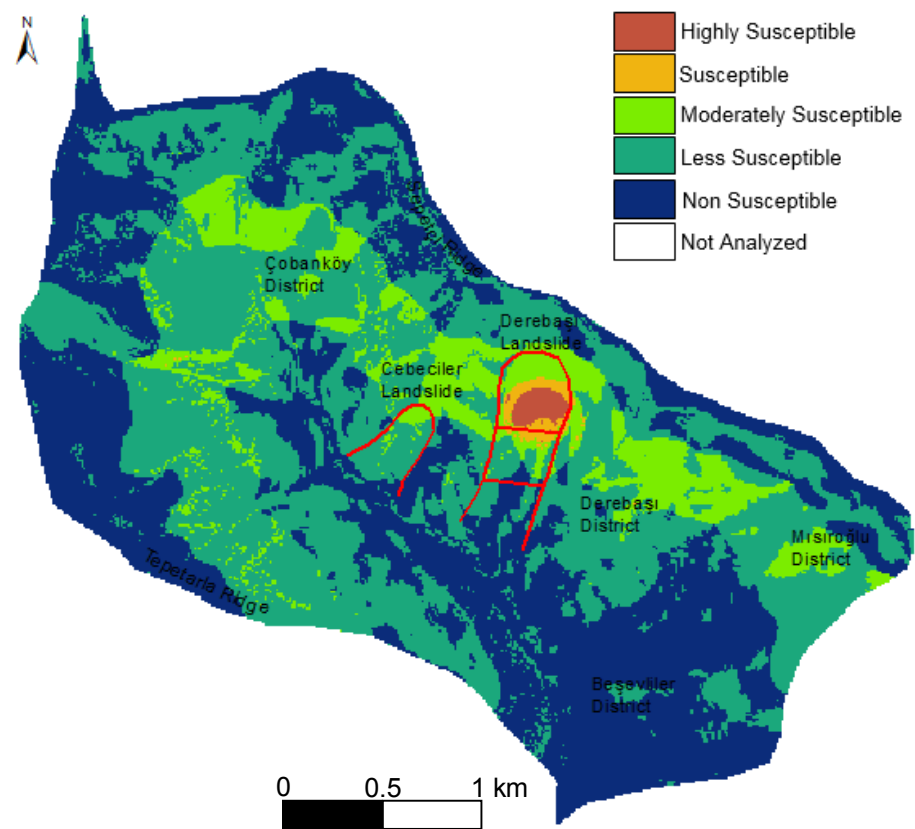 N
Highly Susceptible
Susceptible
Moderately Susceptible
Less Susceptible
Non Susceptible
Not Analyzed
Ridge
Çobanköy
District
Derebaşı
Landslide
Cebeciler
Landslide
Derebaşı
District
Mısıroğlu
District
Tepetarla Ridge
Beşevliler
District
0 0.5 1 km